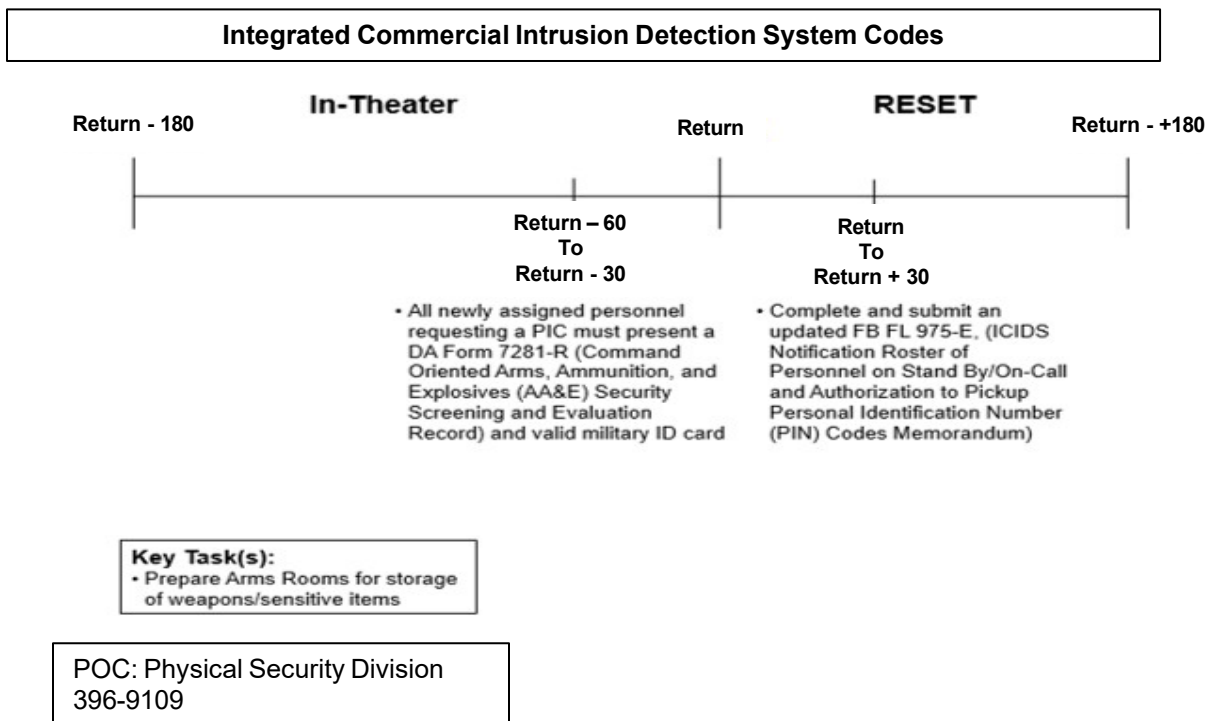 Integrated Commercial Intrusion Detection System Codes
In-Theater
RESET
Return - 180
Return
Return - +180
Return – 60
To
Return - 30
Return
To
Return + 30
• All newly assigned personnel
requesting a PIC must present a
DA Form 7281-R (Command
Oriented Arms, Ammunition, and
Explosives (AA&E) Security
Screening and Evaluation
Record) and valid military ID card
• Complete and submit an
updated FB FL 975-E, (ICIDS
Notification Roster of
Personnel on Stand By/On-Call
and Authorization to Pickup
Personal Identification Number
(PIN) Codes Memorandum)
Key Task(s):
• Prepare Arms Rooms for storage
of weapons/sensitive items
POC: Physical Security Division
396-9109